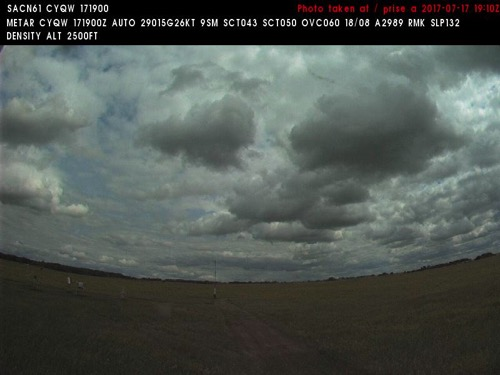 SACN61 CYQW 171900 Photo taken at / prise a 2017-07-17 19:10Z
METAR CYQW 171900Z AUTO 29015G26KT 9SM SCT043 SCT050 OVC060 18/08 A2989 RMK SLP132
DENSITY ALT 2500FT